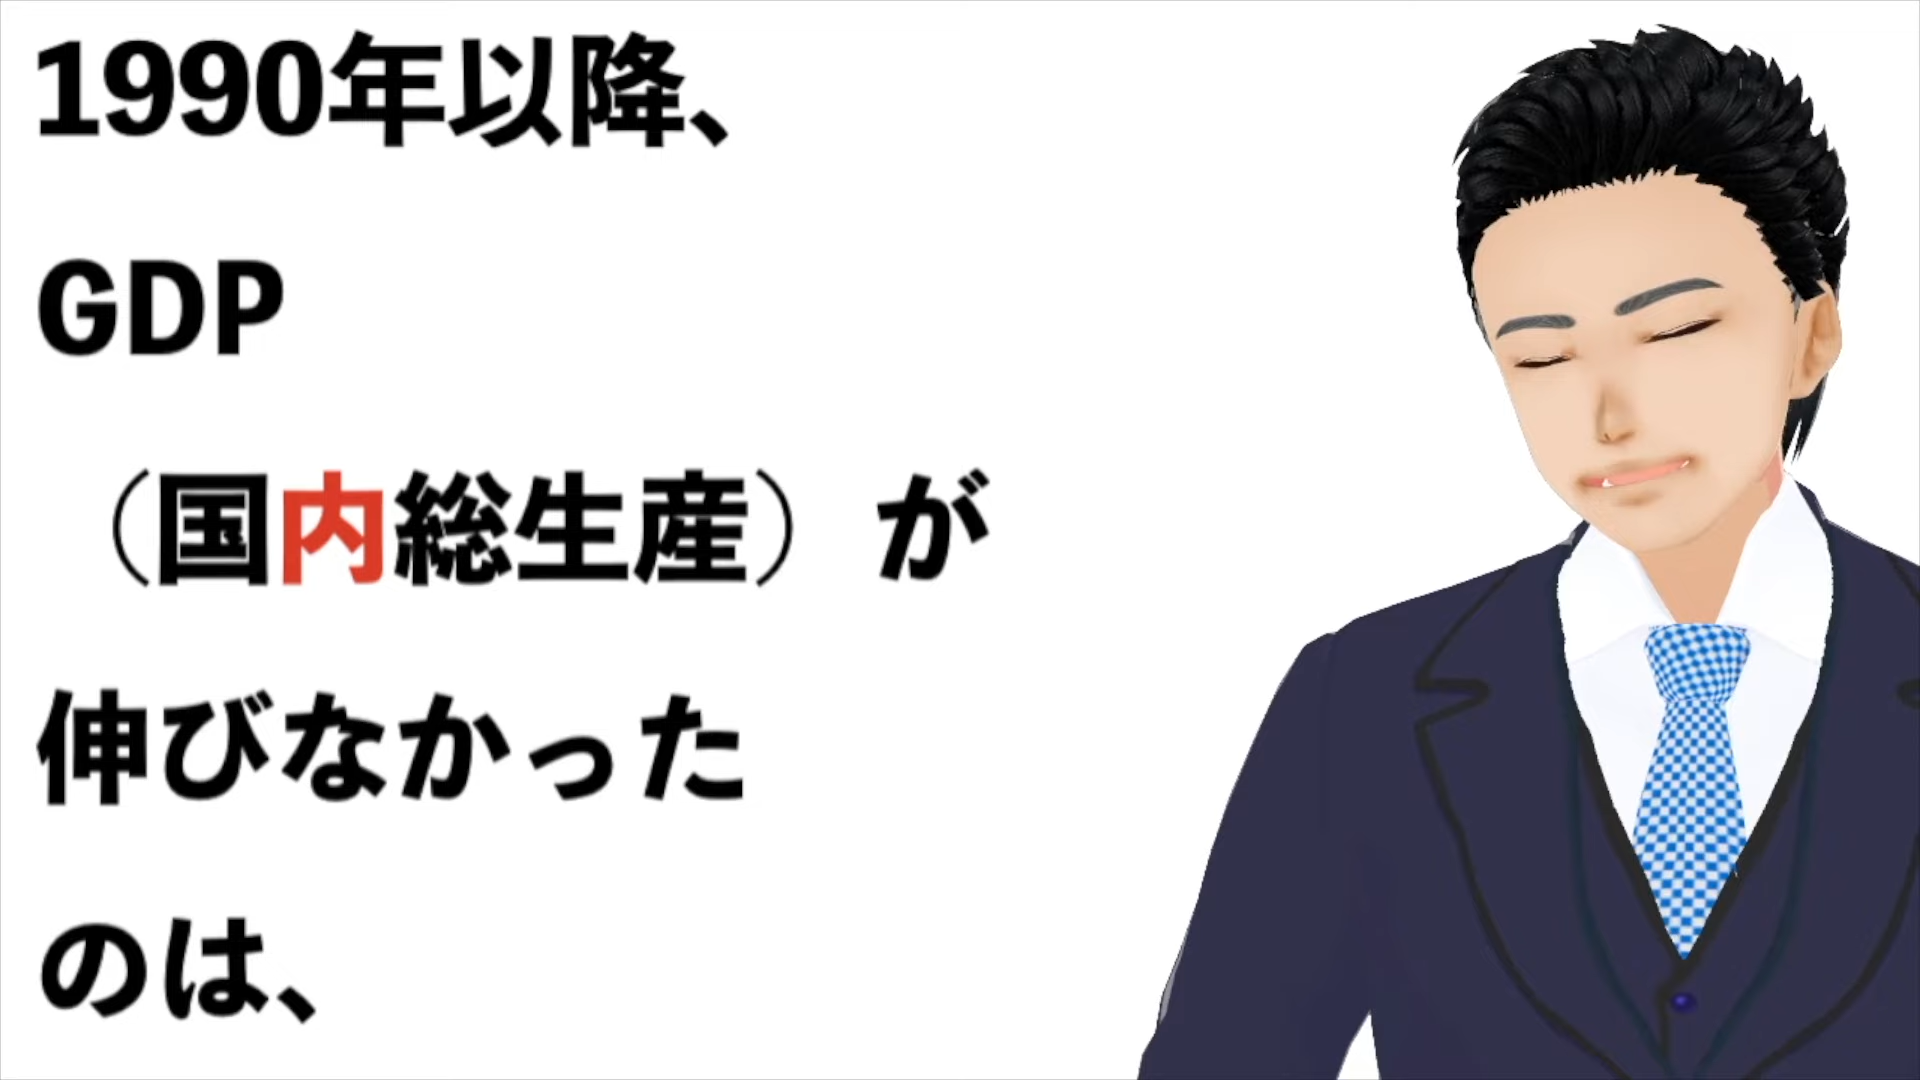 1990年以降、
GDP
（国内総生産）が
伸びなかった
のは、